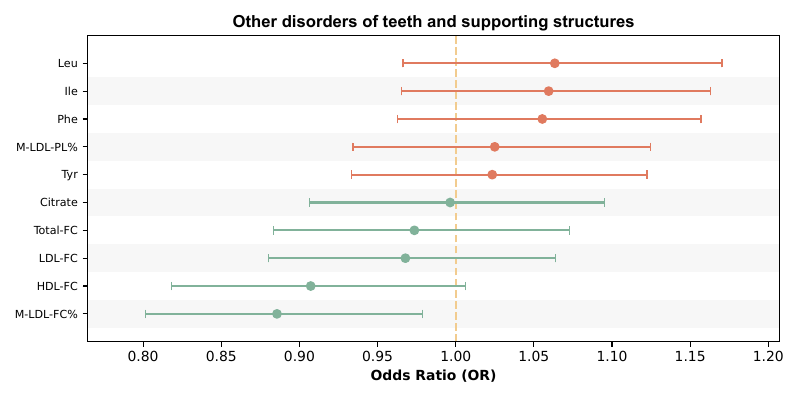 Other disorders of teeth and supporting structures
Leu
Ile
Phe
M-LDL-PL%
Tyr
Citrate
Total-FC
LDL-FC
HDL-FC
M-LDL-FC%
0.80 0.85 0.90 0.95 1.00 1.05 1.10 1.15 1.20
Odds Ratio (OR)